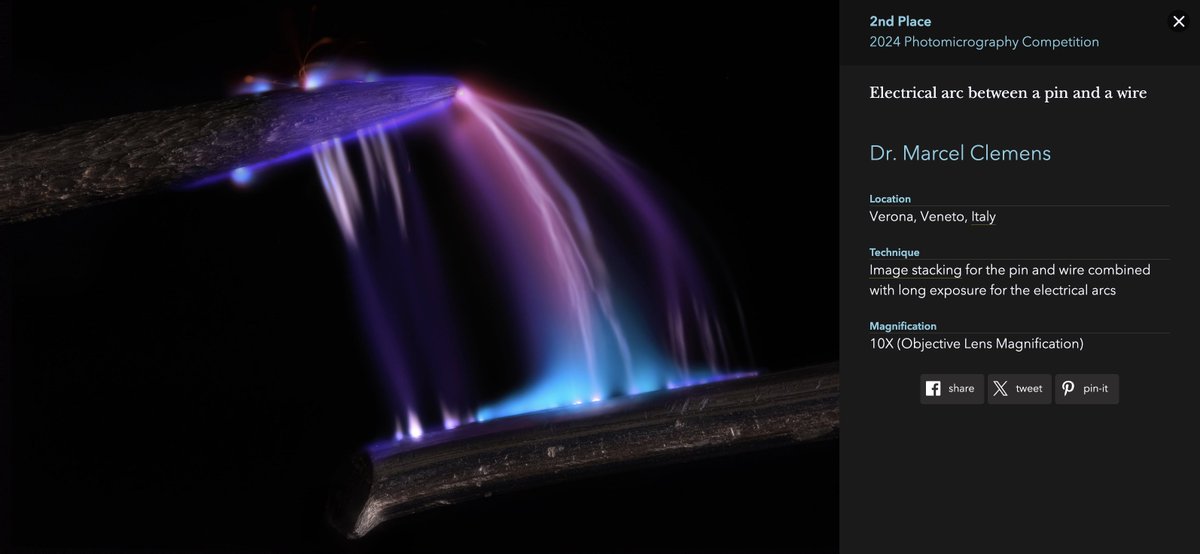 2nd Place
2024 Photomicrography Competition
Electrical arc between a pin and a wire
Dr. Marcel Clemens
Location
Verona, Veneto, Italy
Technique
Image stacking for the pin and wire combined
with long exposure for the electrical arcs
Magnification
10X (Objective Lens Magnification)
share
tweet
pin-it